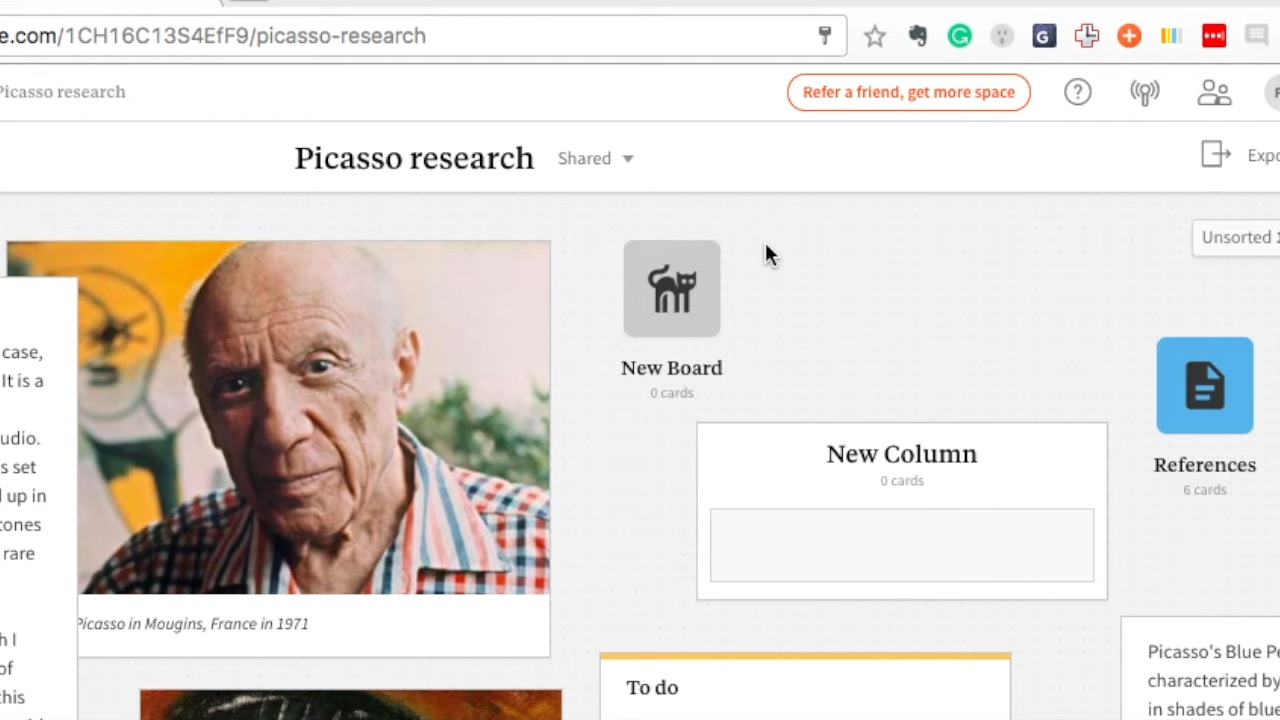 e.com/1CH16C13S4EfF9/picasso-research
Picasso research
Refer a friend, get more space
Picasso research
Shared
Expo
Unsorted 1
case,
It is a
udio.
s set
l up in
tones
rare
h I
of
this
Picasso in Mougins, France in 1971
New Board
0 cards
New Column
0 cards
References
6 cards
To do
Picasso's Blue Pe
characterized by
in shades of blue